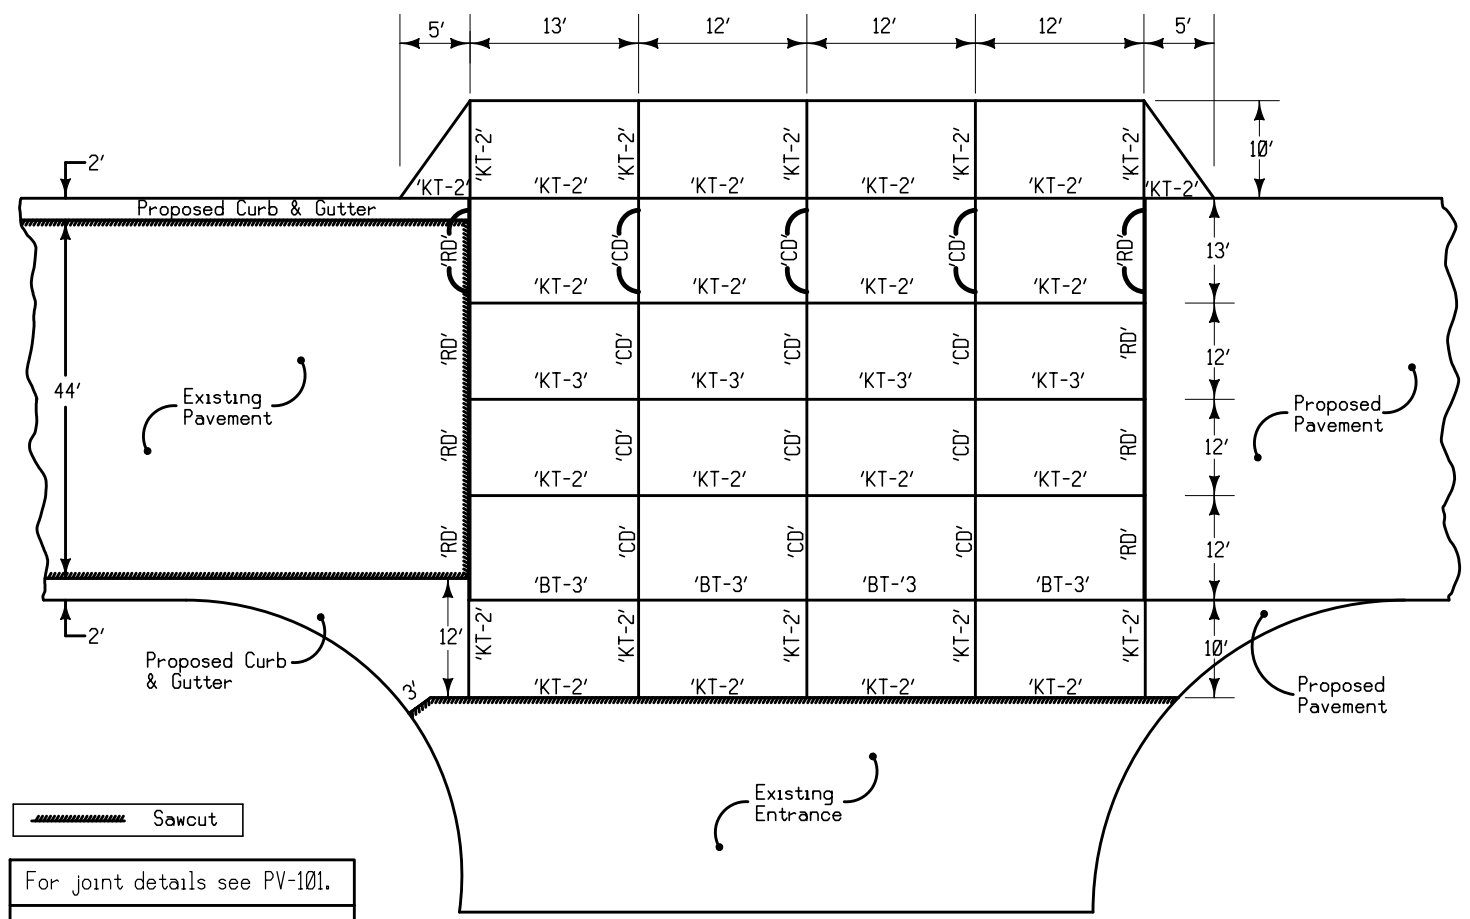 5' 13' 12' 12' 12' 5'
2' 'KT-2' 'KT-2' 'KT-2' 'KT-2' 'KT-2' 10'
'KT-2' 'KT-2' 'KT-2' 'KT-2' 'KT-2' 'KT-2'
Proposed Curb & Gutter
'RD' 'CD' 'CD' 'CD' 'RD' 13'
'KT-2' 'KT-2' 'KT-2' 'KT-2'
'RD' 'CD' 'CD' 'CD' 'RD' 12'
'KT-3' 'KT-3' 'KT-3' 'KT-3'
44'
Existing
Pavement
Proposed
Pavement
'RD' 'CD' 'CD' 'CD' 'RD' 12'
'KT-2' 'KT-2' 'KT-2' 'KT-2'
'RD' 'CD' 'CD' 'CD' 'RD' 12'
'BT-3' 'BT-3' 'BT-'3 'BT-3'
2' 12' 'KT-2' 'KT-2' 'KT-2' 'KT-2' 'KT-2' 10'
Proposed Curb
& Gutter
3' 'KT-2' 'KT-2' 'KT-2' 'KT-2'
Proposed
Pavement
Existing
Entrance
Sawcut
For joint details see PV-101.